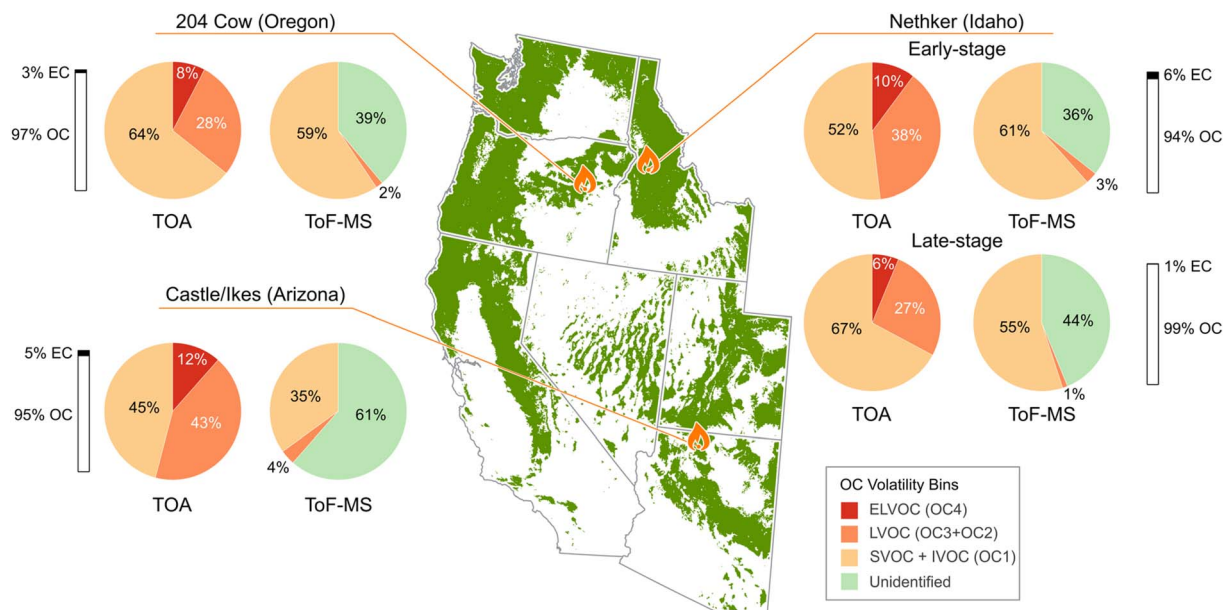 204 Cow (Oregon)
3% EC
97% OC
8%
28%
64%
TOA
39%
59%
2%
ToF-MS
Nethker (Idaho)
Early-stage
10%
38%
52%
TOA
36%
61%
3%
ToF-MS
6% EC
94% OC
Late-stage
6%
27%
67%
TOA
44%
55%
1%
ToF-MS
1% EC
99% OC
Castle/Ikes (Arizona)
5% EC
95% OC
12%
43%
45%
TOA
35%
61%
4%
ToF-MS
OC Volatility Bins
ELVOC (OC4)
LVOC (OC3+OC2)
SVOC + IVOC (OC1)
Unidentified